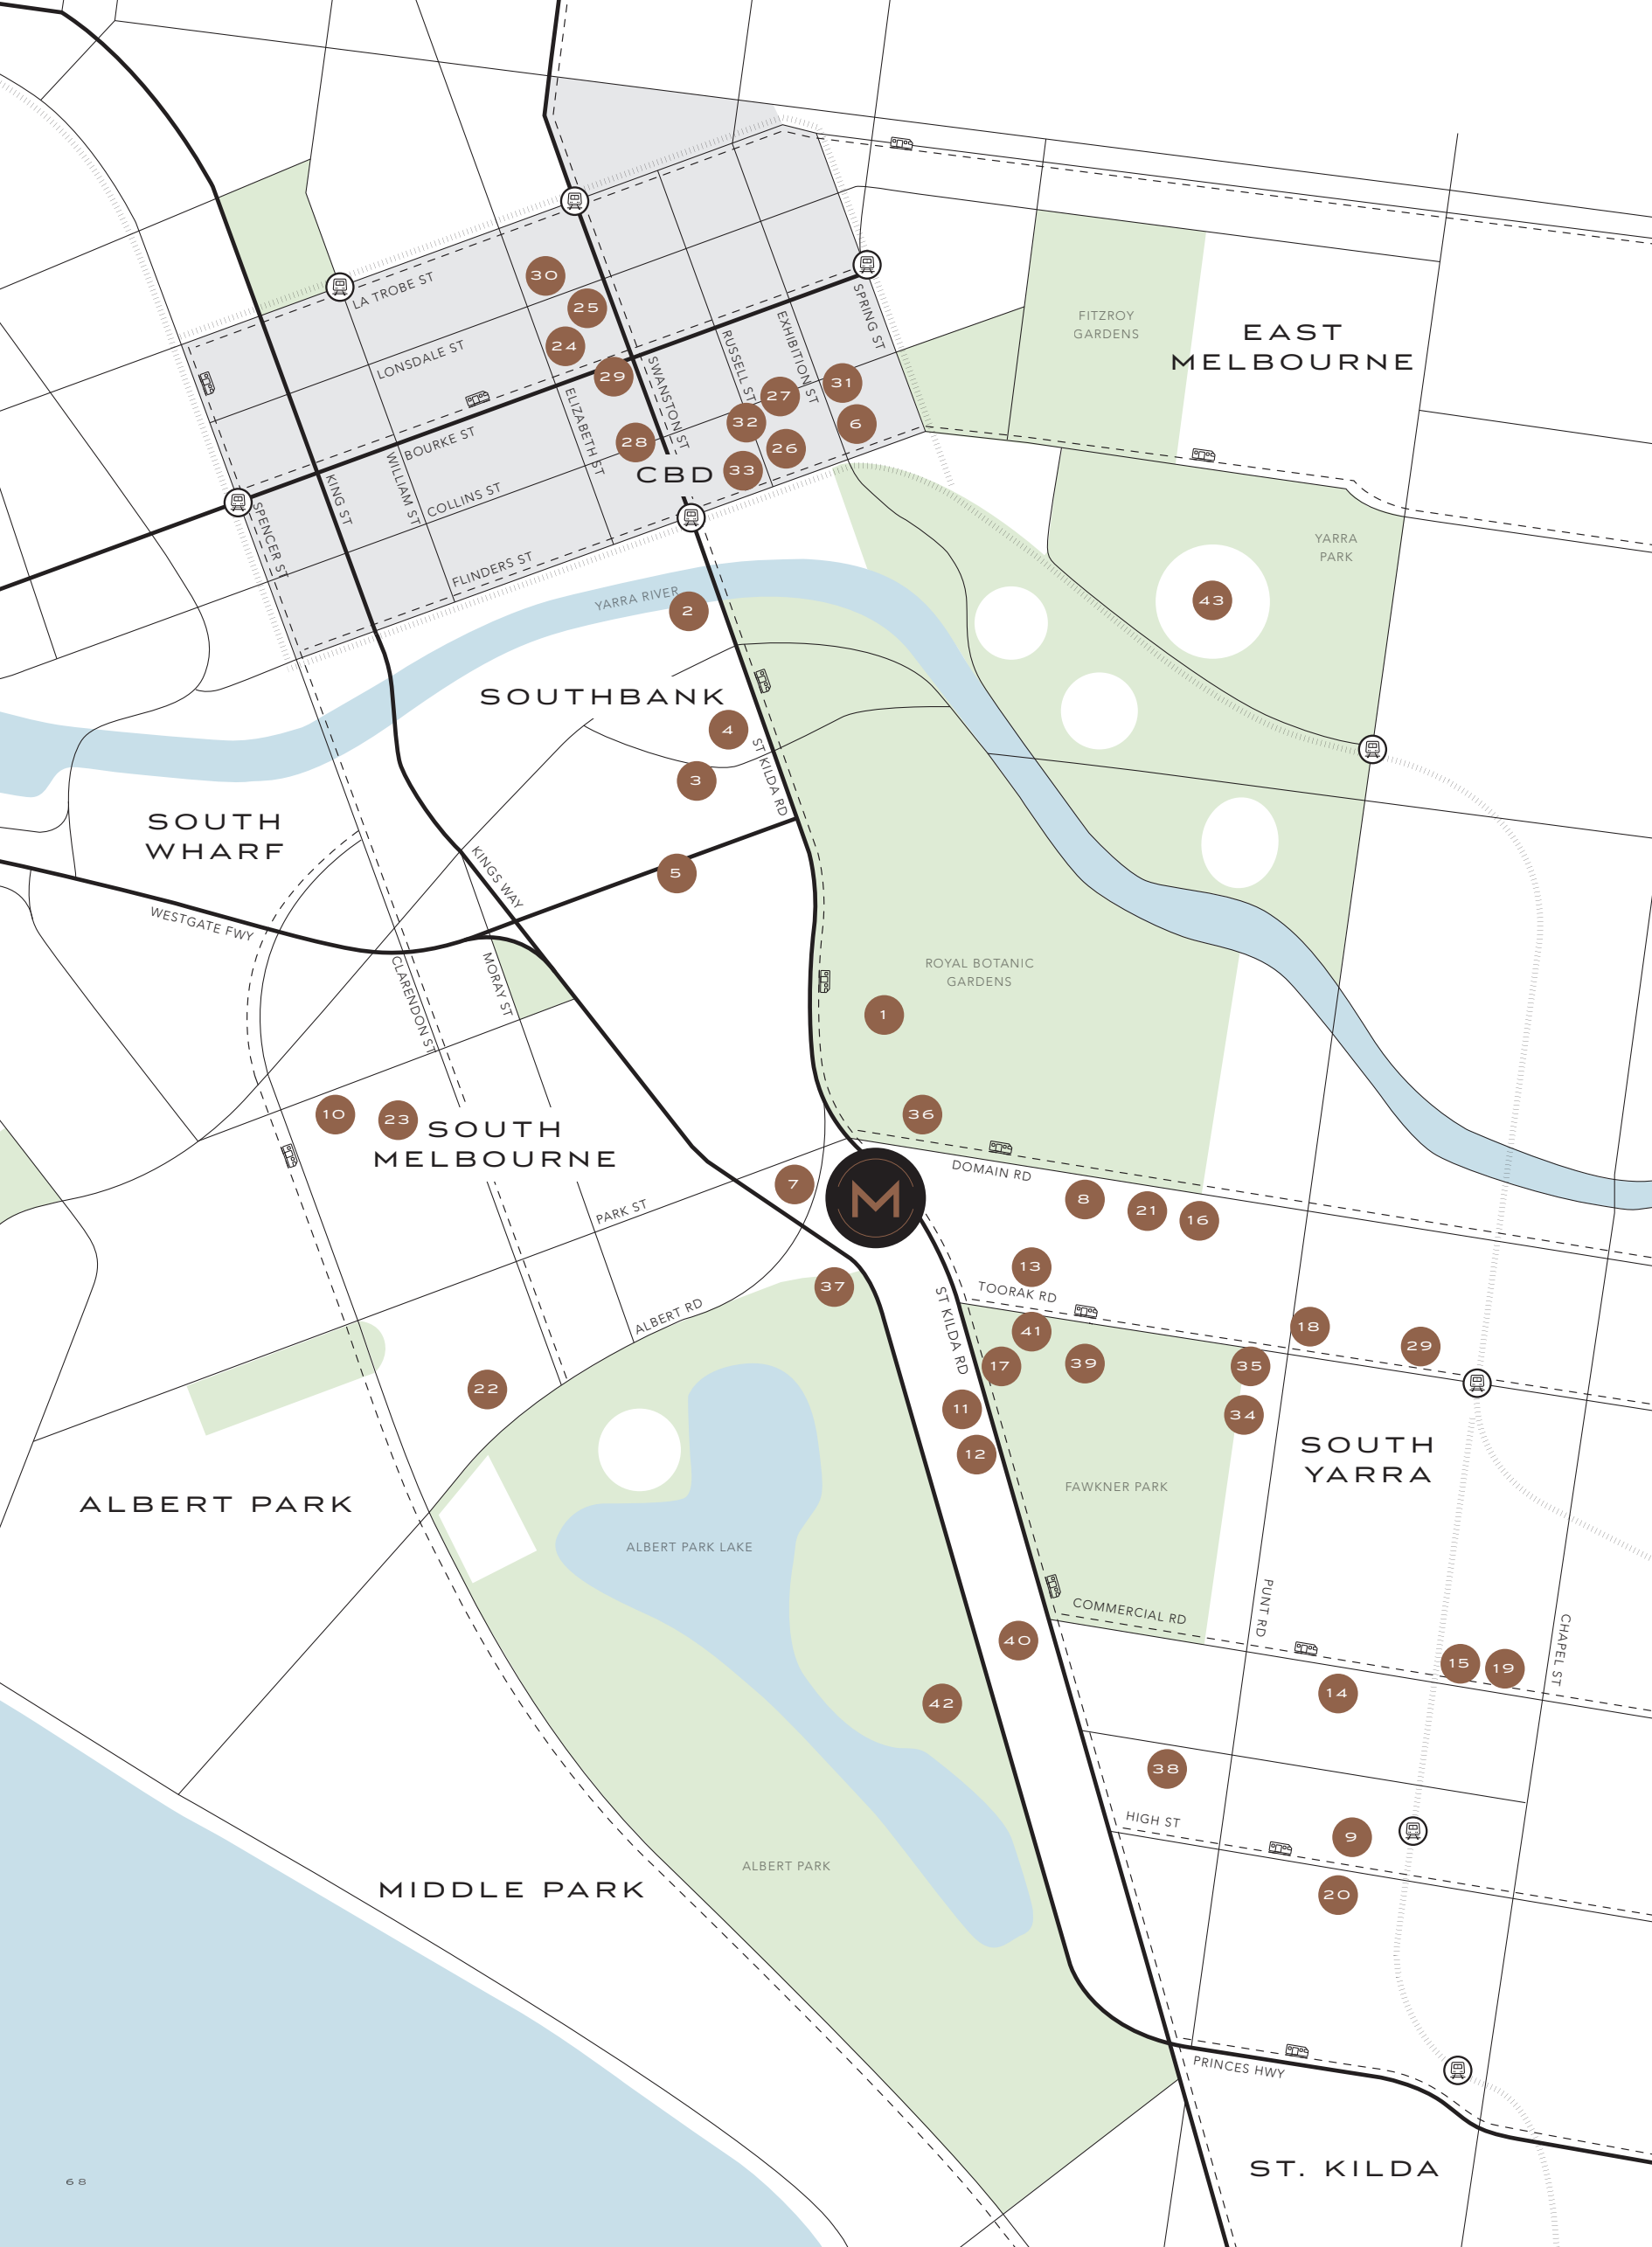 30
LA TROBE ST
25
SPRING ST
FITZROY
GARDENS
EAST
MELBOURNE
LONSDALE ST
24
EXHIBITION ST
RUSSELL ST
SWANSTON ST
29
31
27
ELIZABETH ST
32
6
BOURKE ST
28
26
WILLIAM ST
CBD
33
KING ST
COLLINS ST
SPENCER ST
YARRA
PARK
FLINDERS ST
43
YARRA RIVER
2
SOUTHBANK
4
ST KILDA RD
3
SOUTH
WHARF
KINGS WAY
5
WESTGATE FWY
CLARENDON ST
MORAY ST
ROYAL BOTANIC
GARDENS
1
10
23
36
SOUTH
MELBOURNE
DOMAIN RD
7
M
8
21
16
PARK ST
13
37
TOORAK RD
ALBERT RD
ST KILDA RD
41
18
29
17
39
35
22
11
34
12
SOUTH
YARRA
FAWKNER PARK
ALBERT PARK
ALBERT PARK LAKE
PUNT RD
COMMERCIAL RD
CHAPEL ST
40
15
19
14
42
38
HIGH ST
9
ALBERT PARK
MIDDLE PARK
20
PRINCES HWY
ST. KILDA
68